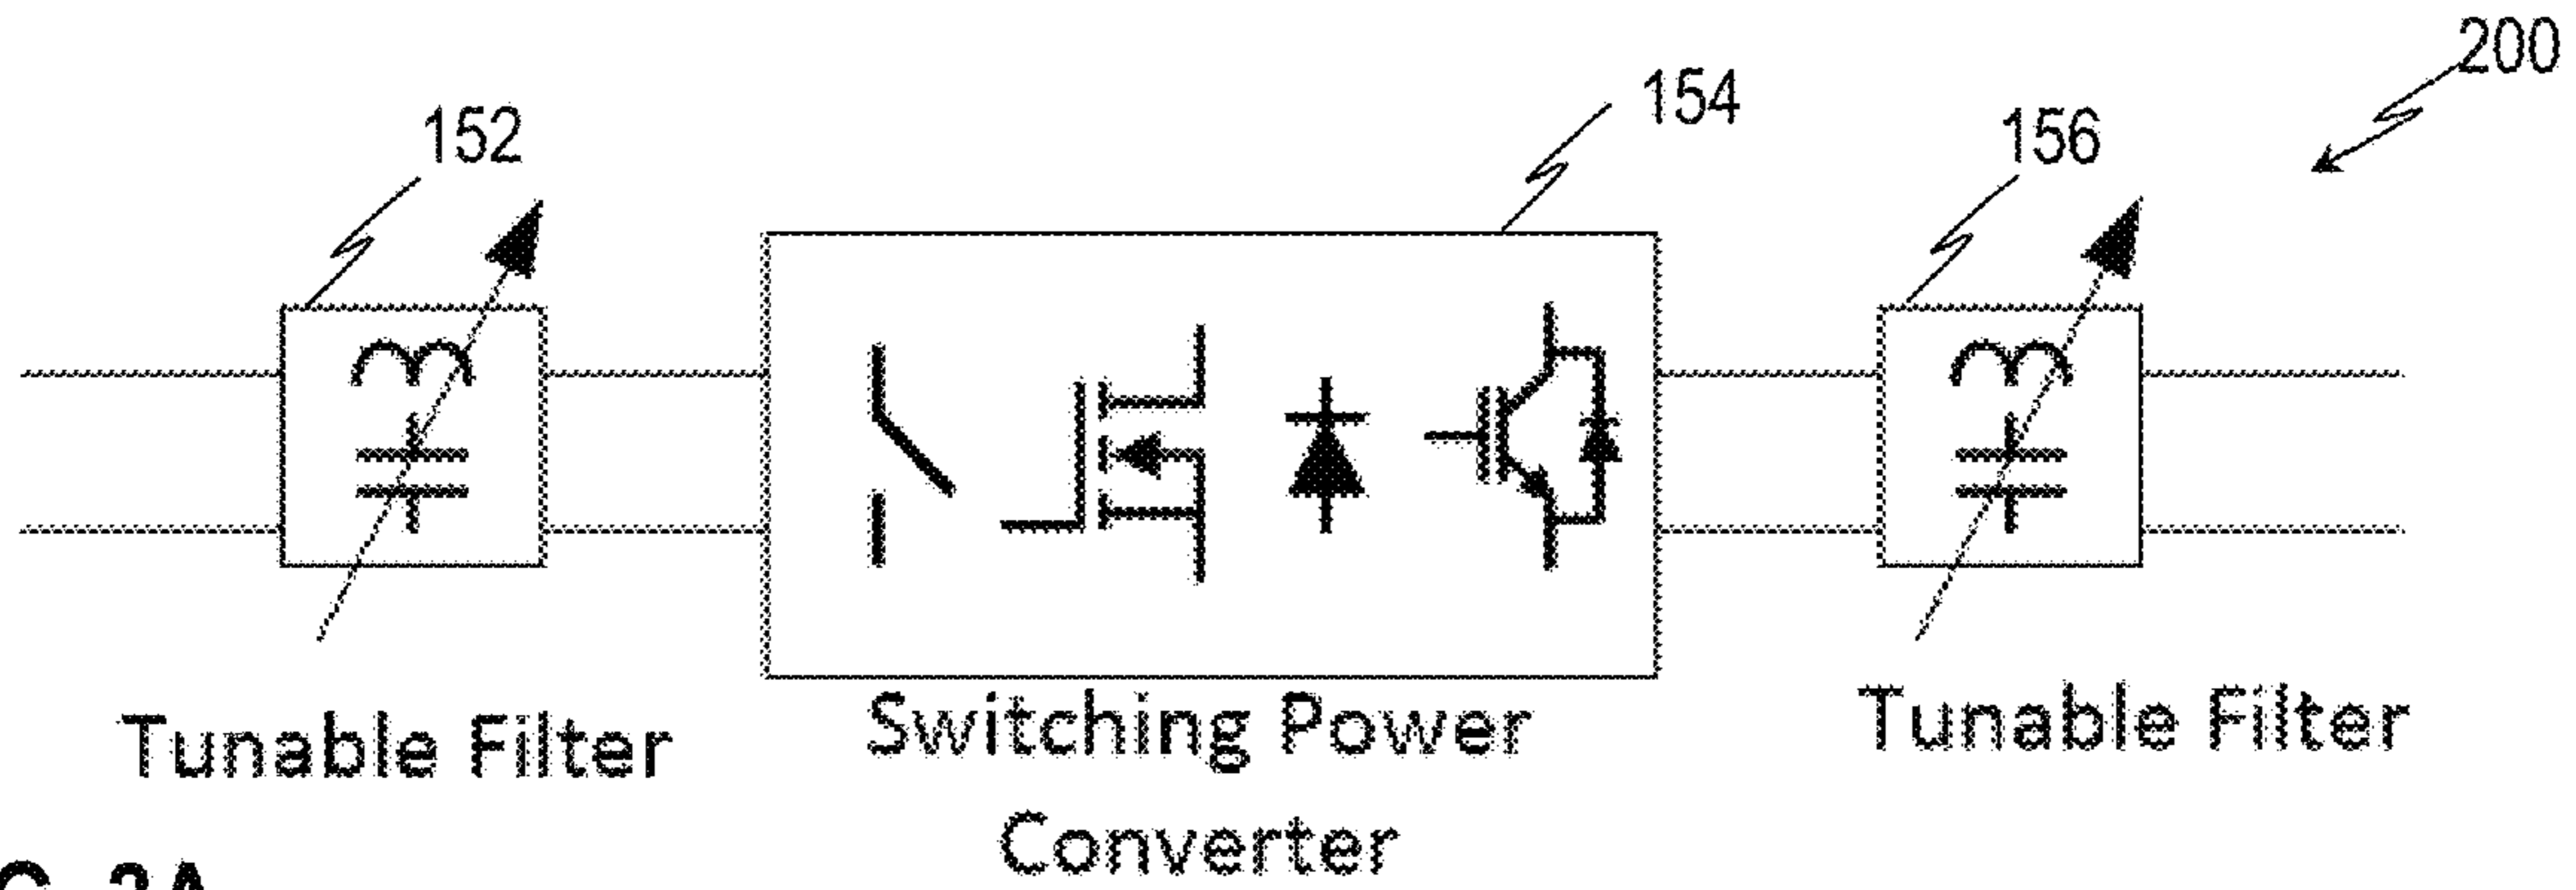 200
154
152
156
Tunable Filter
Switching Power
Converter
Tunable Filter